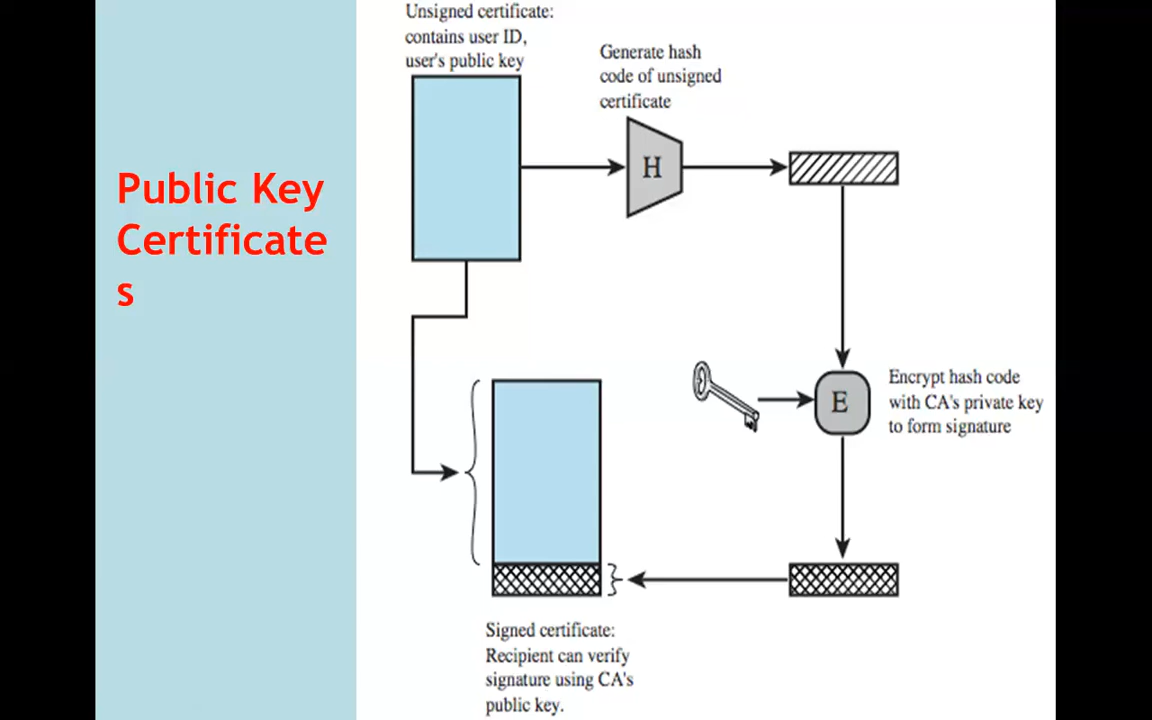 Unsigned certificate:
contains user ID,
user's public key
Generate hash
code of unsigned
certificate
H
Public Key
Certificate
s
E
Encrypt hash code
with CA's private key
to form signature
Signed certificate:
Recipient can verify
signature using CA's
public key.